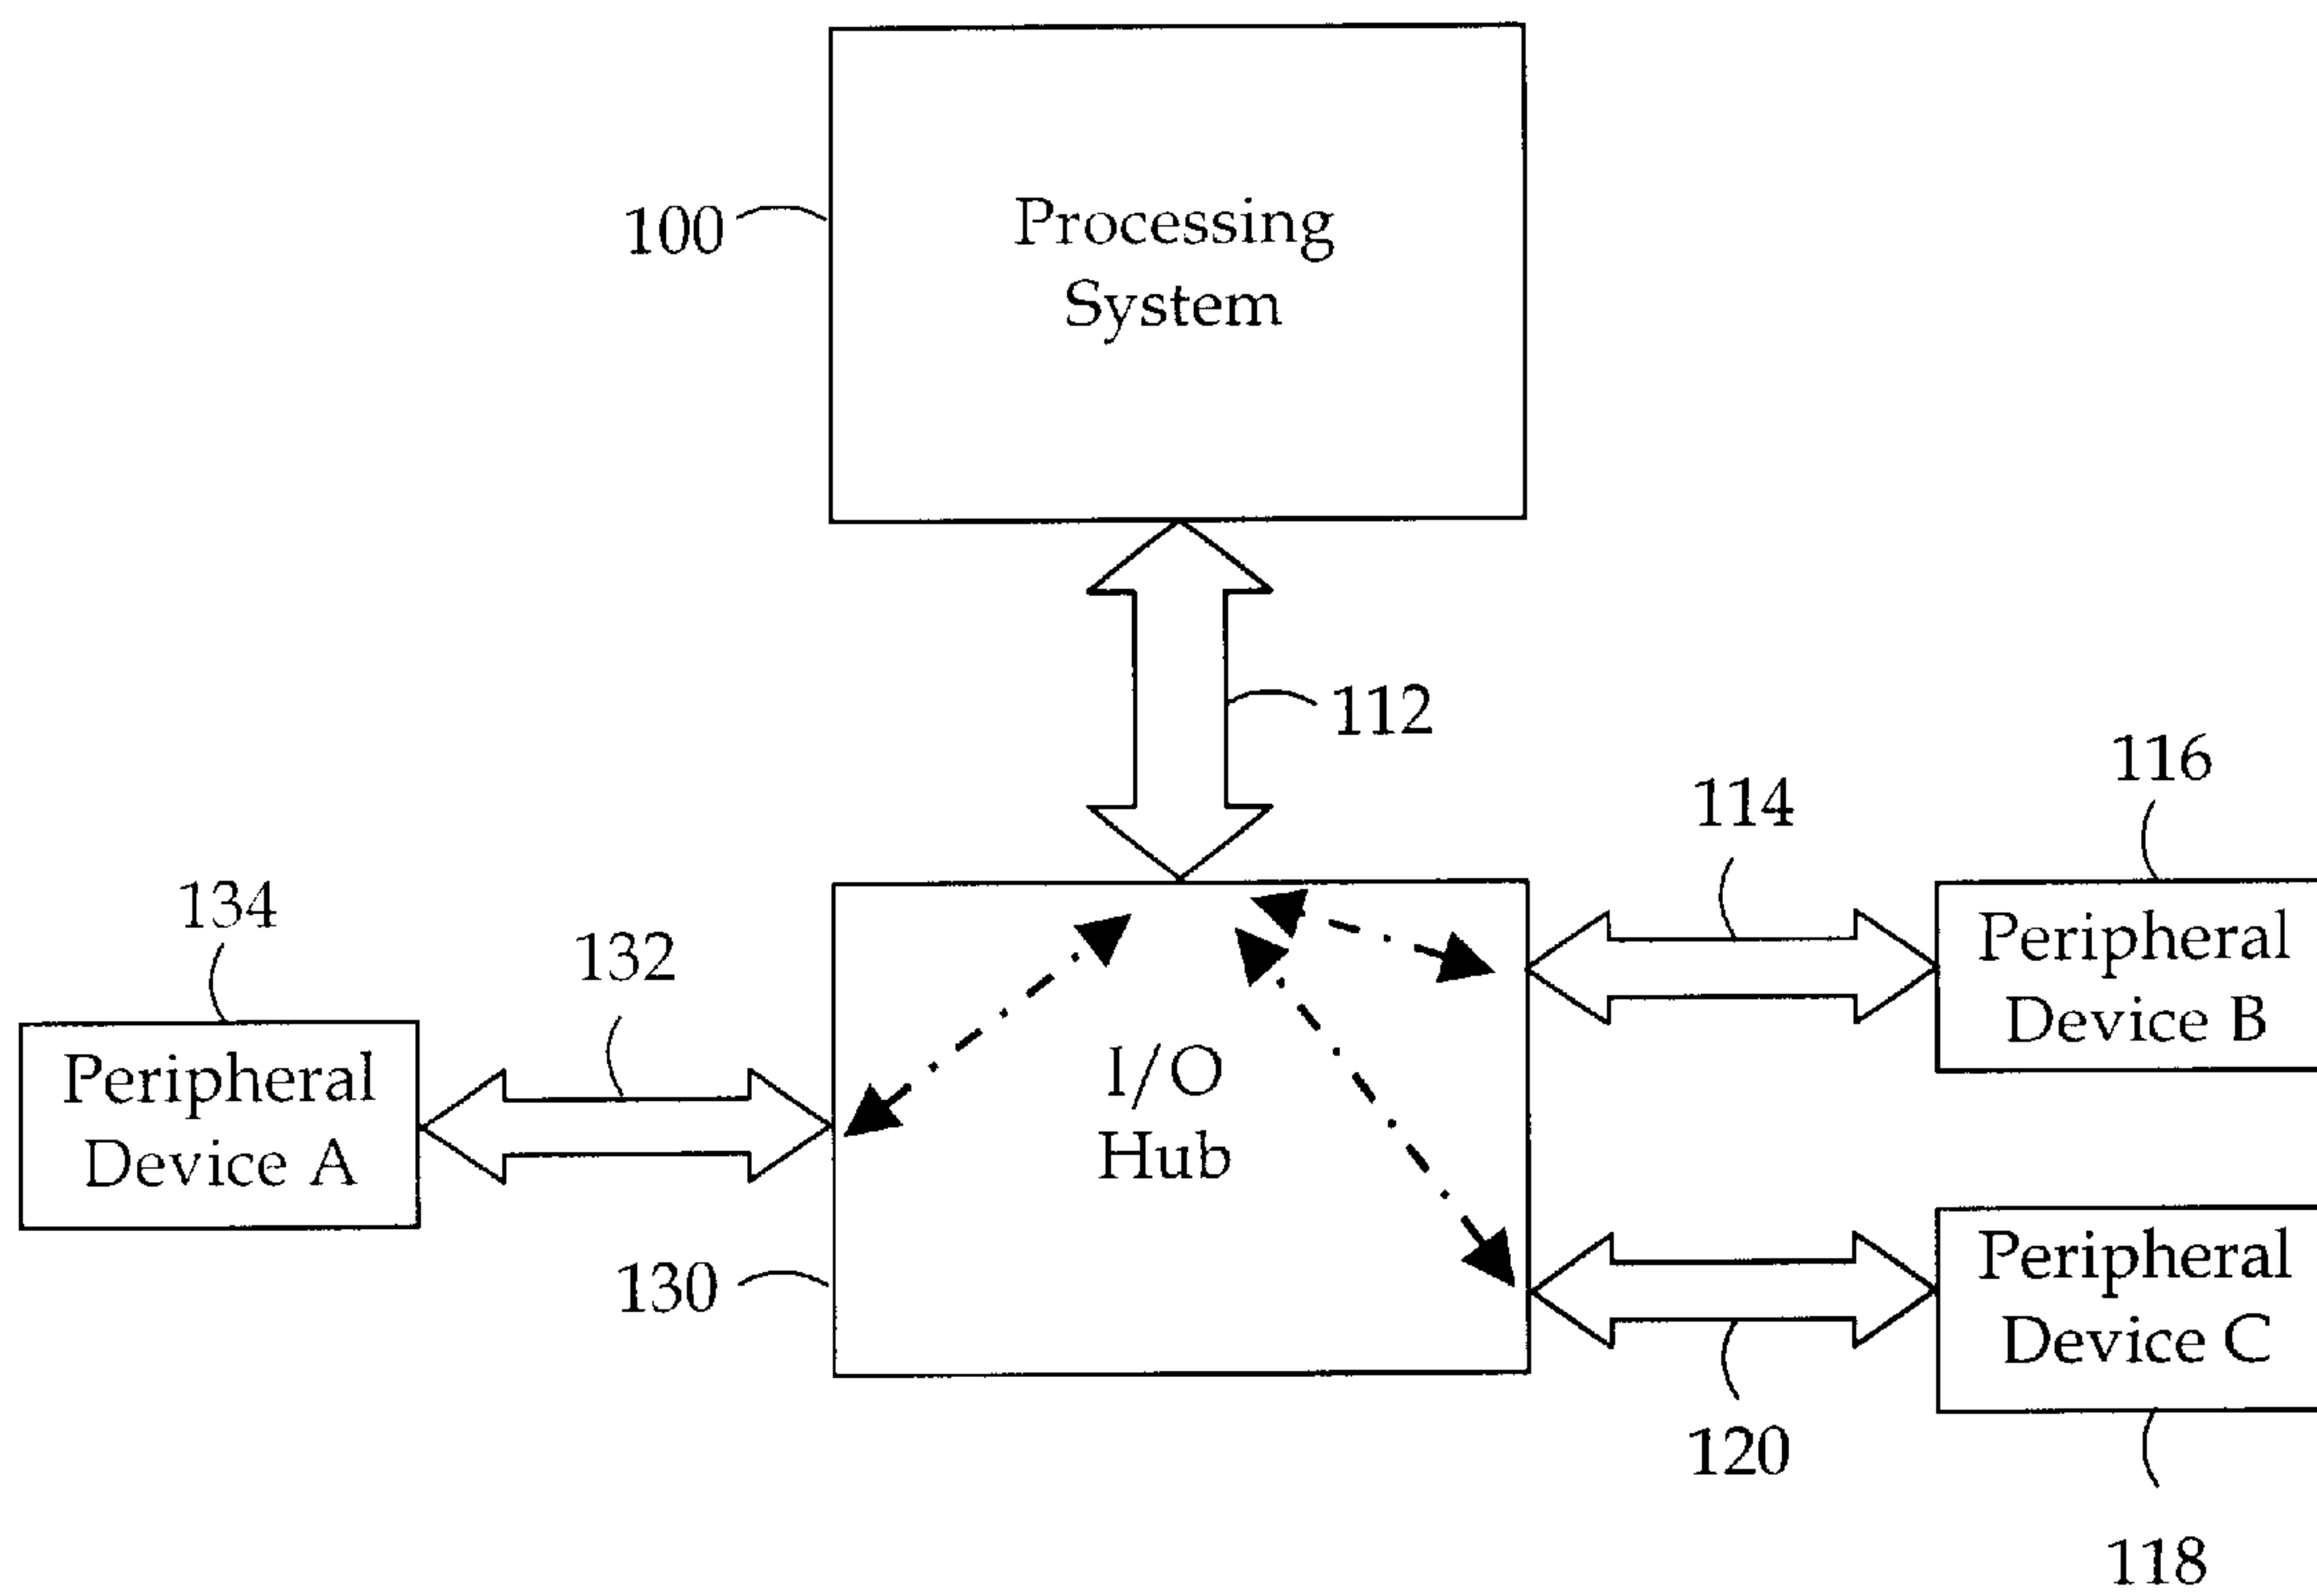 100
Processing
System
112
116
114
134
132
Peripheral
Device B
I/O
Hub
Peripheral
Device A
130
Peripheral
Device C
120
118